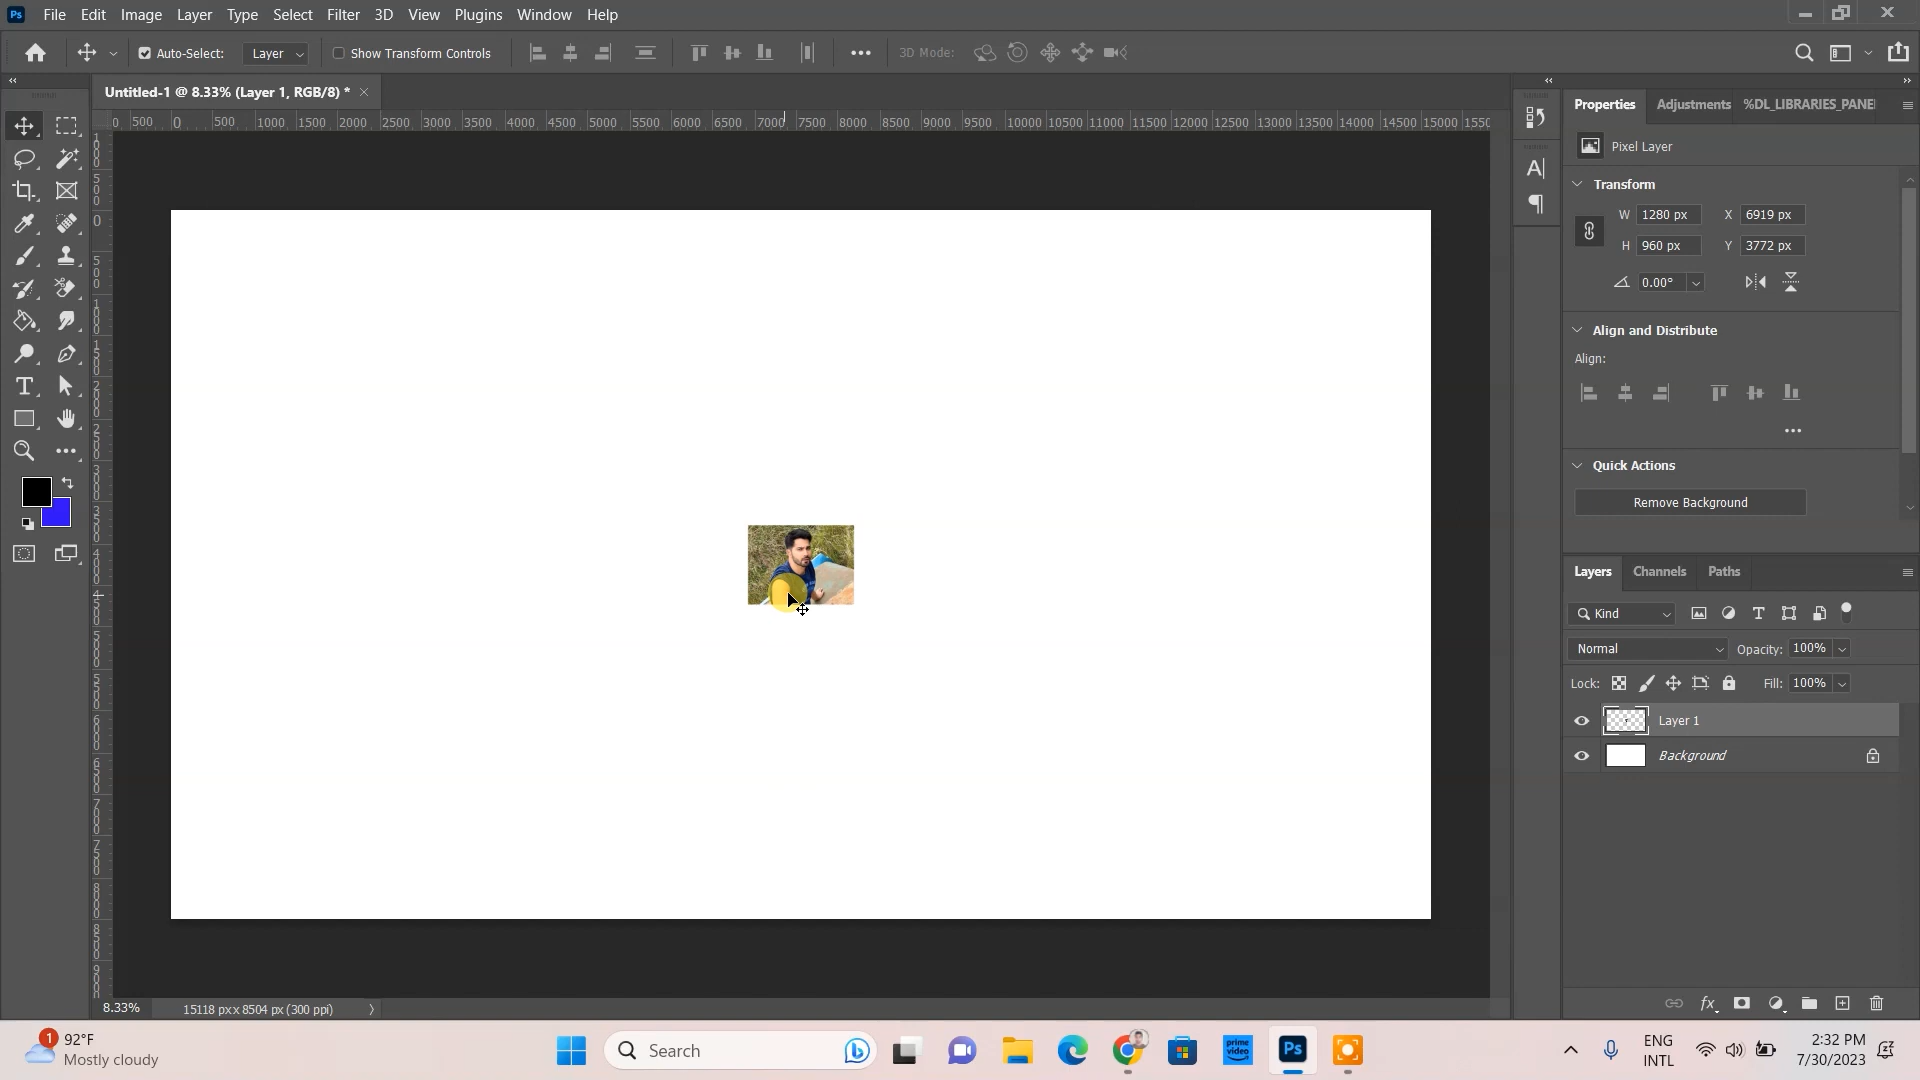 Ps File Edit Image Layer Type Select Filter 3D View Plugins Window Help
Auto-Select: Layer Show Transform Controls 3D Mode:
Untitled-1 @ 8.33% (Layer 1, RGB/8) *
0 500 0 500 1000 1500 2000 2500 3000 3500 4000 4500 5000 5500 6000 6500 7000 7500 8000 8500 9000 9500 10000 10500 11000 11500 12000 12500 13000 13500 14000 14500 15000 1550
Properties Adjustments %DL_LIBRARIES_PANE
Pixel Layer
Transform
W 1280 px X 6919 px
H 960 px Y 3772 px
0.00°
Align and Distribute
Align:
Quick Actions
Remove Background
Layers Channels Paths
Kind
Normal Opacity: 100%
Lock: Fill: 100%
Layer 1
Background
fx
8.33% 15118 px x 8504 px (300 ppi)
1 92°F
Mostly cloudy
Search
prime video
Ps
ENG
INTL
2:32 PM
7/30/2023